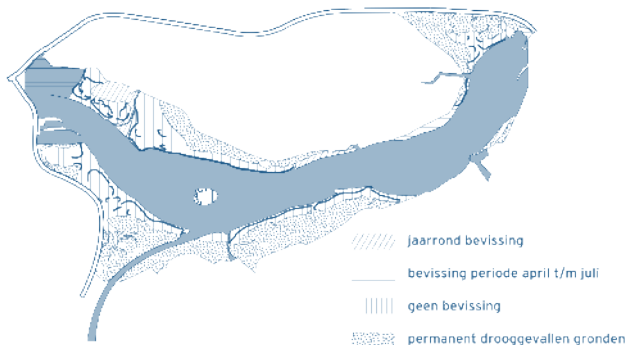 jaarrond bevissing
bevissing periode april t/m juli
geen bevissing
permanent drooggevallen gronden